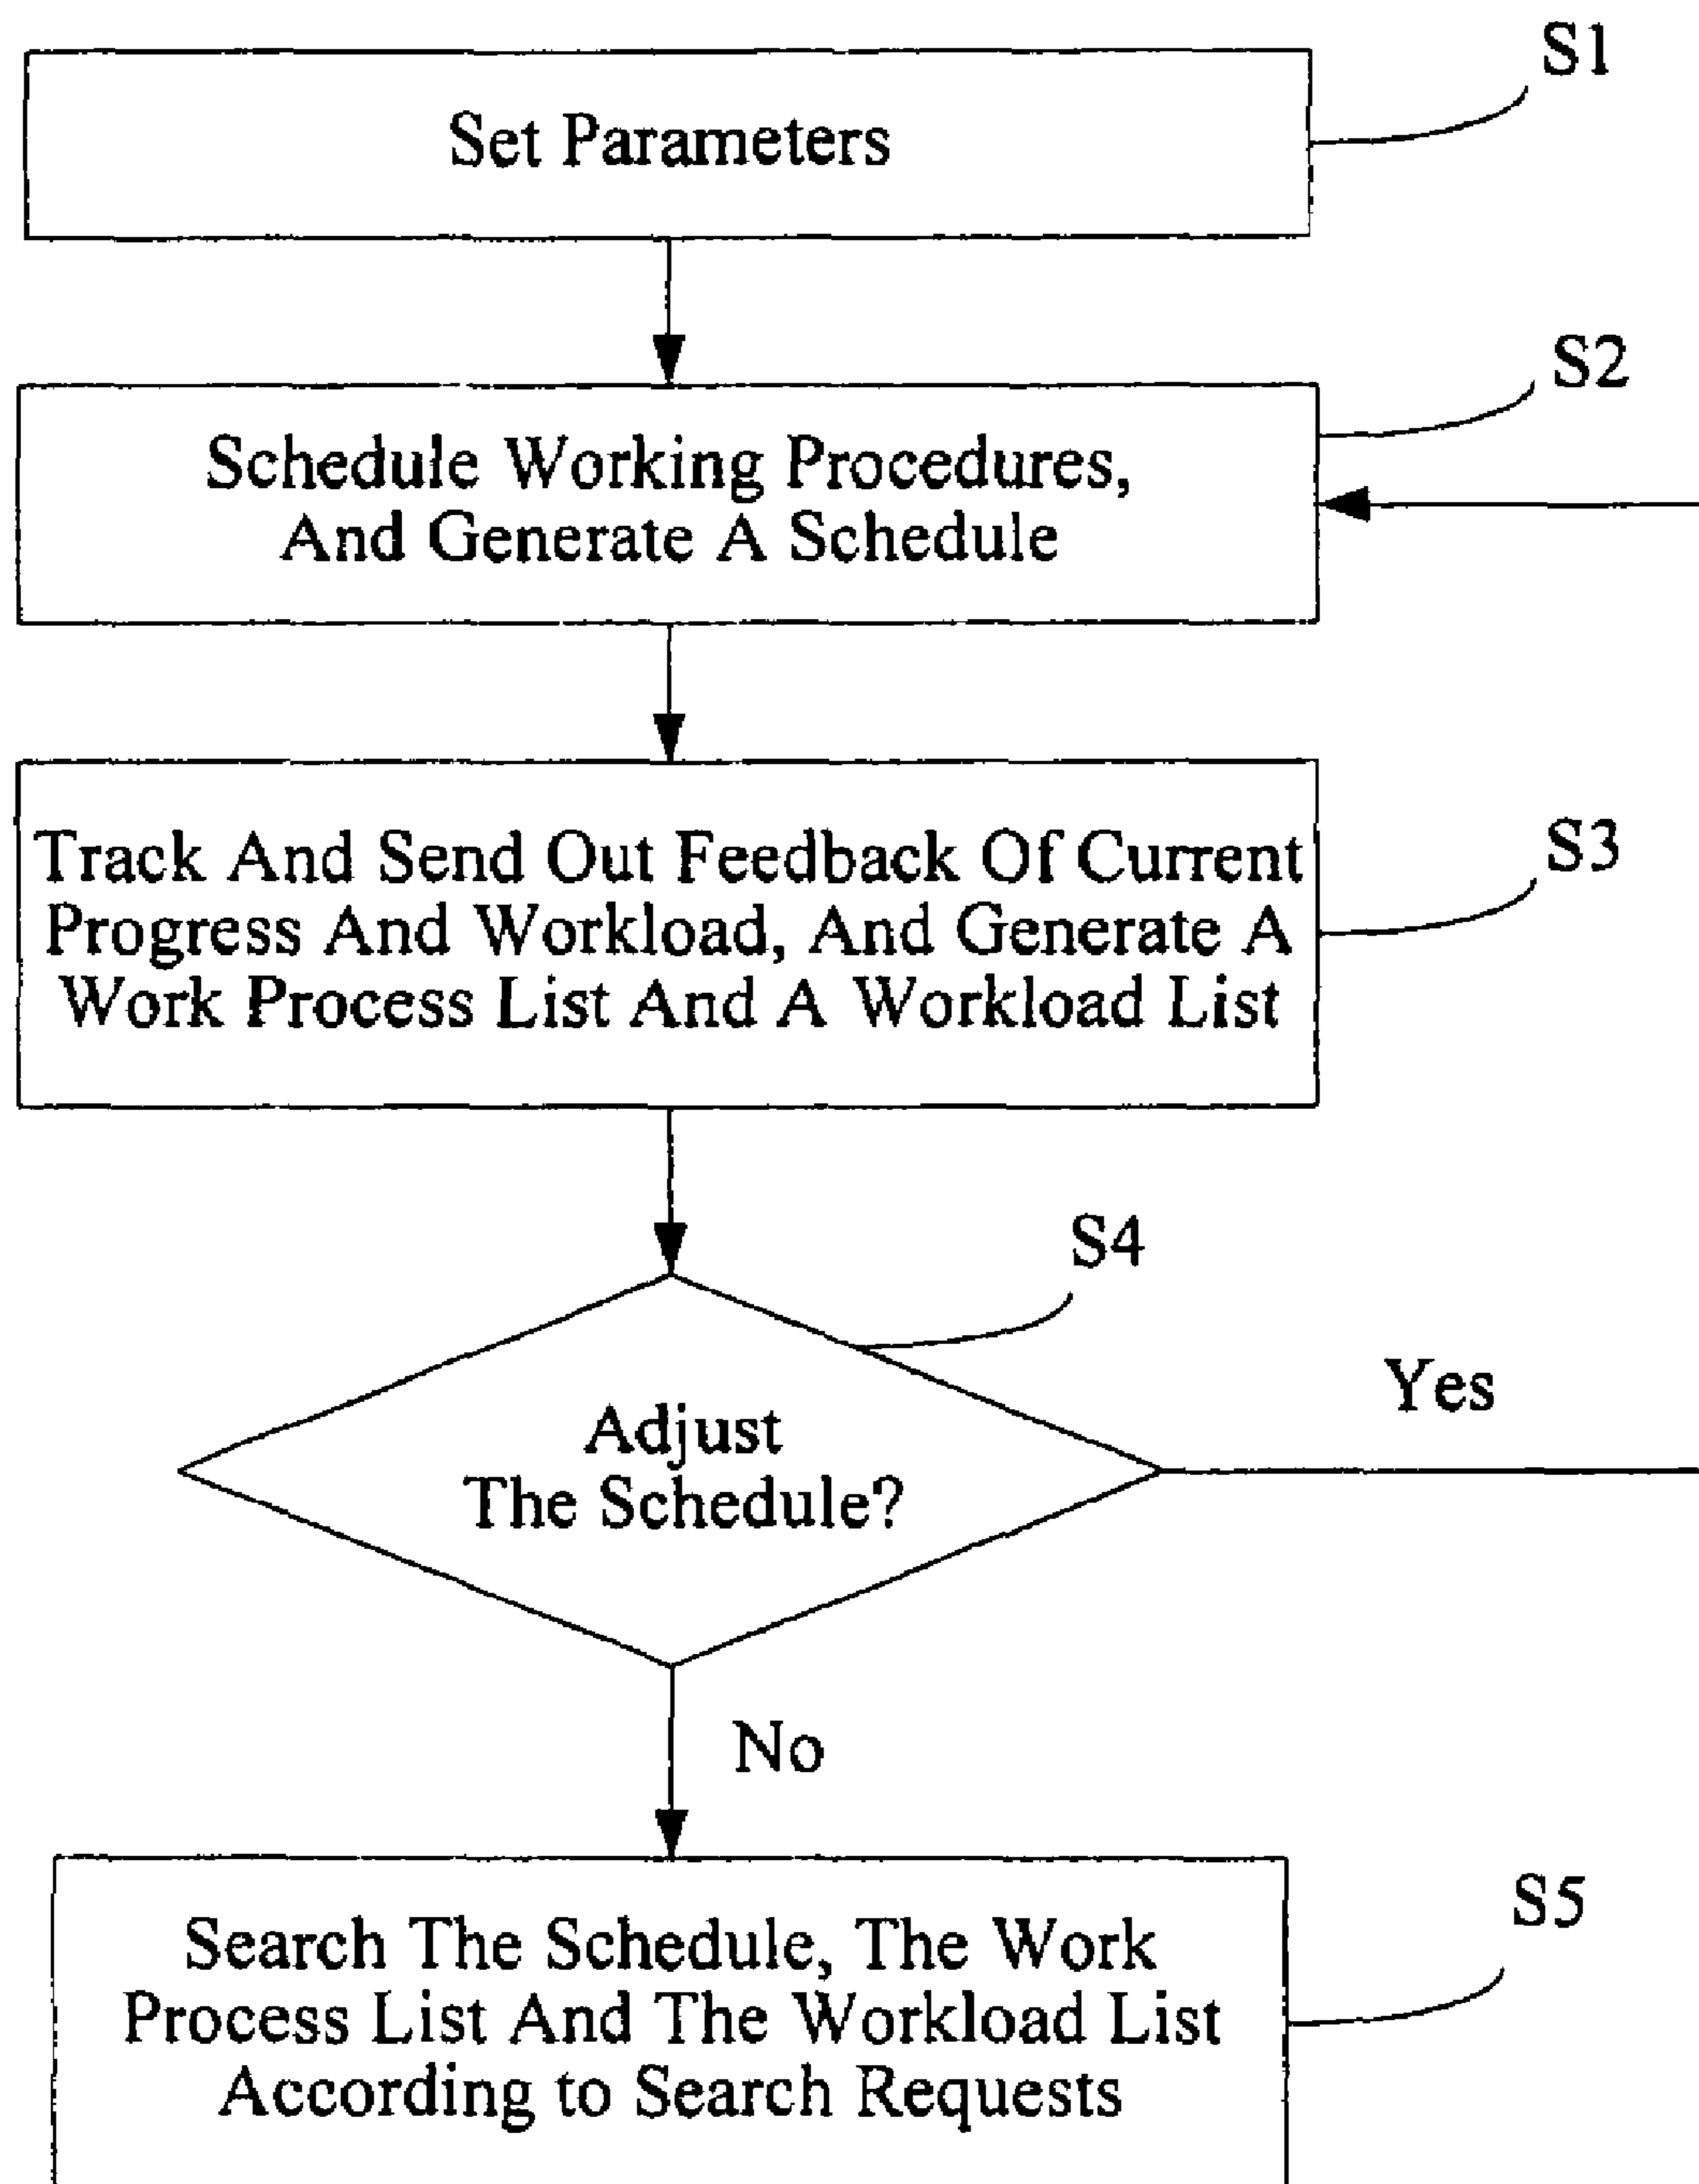 S1
Set Parameters
S2
Schedule Working Procedures,
And Generate A Schedule
S3
Track And Send Out Feedback Of Current
Progress And Workload, And Generate A
Work Process List And A Workload List
S4
Adjust
The Schedule?
Yes
No
S5
Search The Schedule, The Work
Process List And The Workload List
According to Search Requests